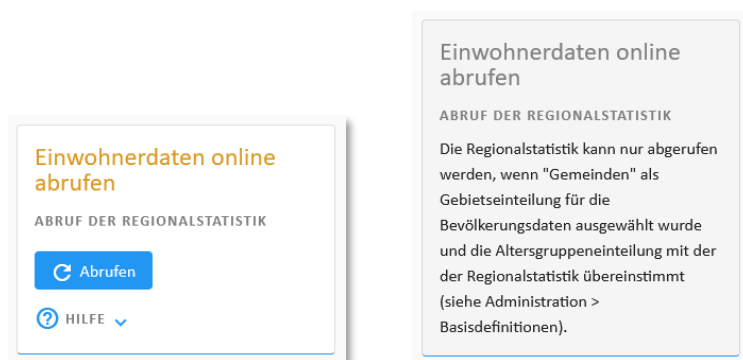 Einwohnerdaten online
abrufen
ABRUF DER REGIONALSTATISTIK
Abrufen
HILFE
Einwohnerdaten online
abrufen
ABRUF DER REGIONALSTATISTIK
Die Regionalstatistik kann nur abgerufen
werden, wenn "Gemeinden" als
Gebietseinteilung für die
Bevölkerungsdaten ausgewählt wurde
und die Altersgruppeneinteilung mit der
der Regionalstatistik übereinstimmt
(siehe Administration >
Basisdefinitionen).